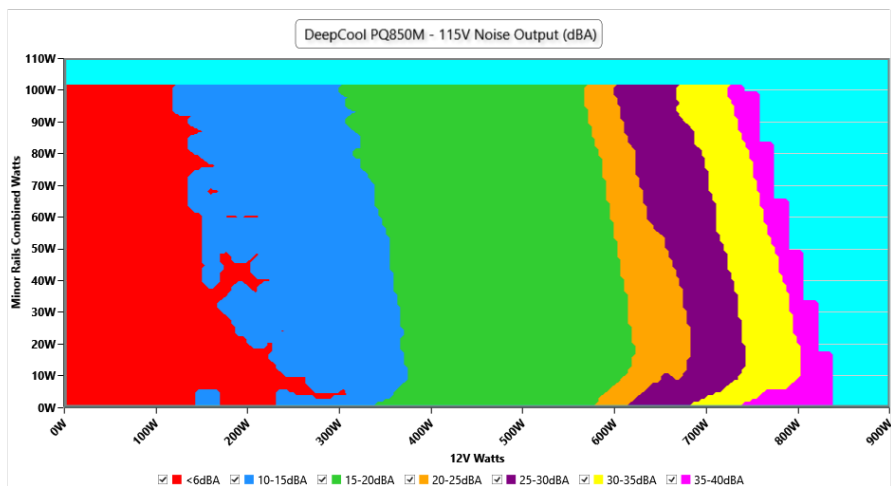 DeepCool PQ850M - 115V Noise Output (dBA)
110W
100W
90W
80W
70W
60W
50W
40W
30W
20W
10W
0W
Minor Rails Combined Watts
0W 100W 200W 300W 400W 500W 600W 700W 800W 900W
12V Watts
<6dBA 10-15dBA 15-20dBA 20-25dBA 25-30dBA 30-35dBA 35-40dBA